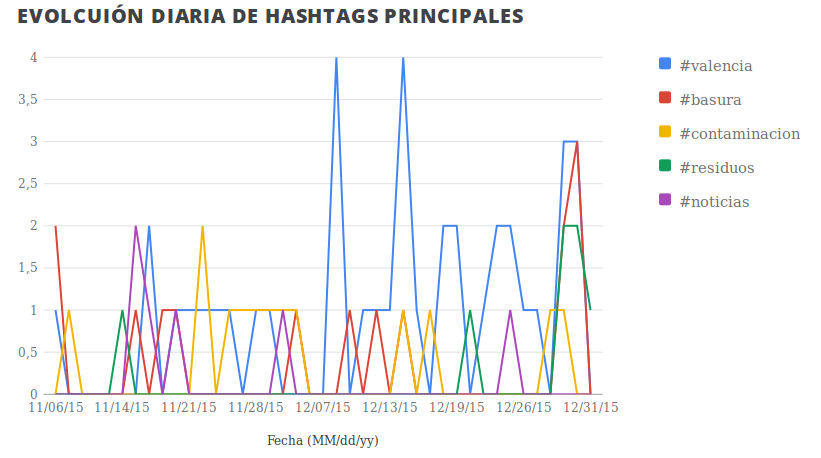 EVOLCUIÓN DIARIA DE HASHTAGS PRINCIPALES
4
3,5
3
2,5
2
1,5
1
0,5
0
11/06/15 11/14/15 11/21/15 11/28/15 12/07/15 12/13/15 12/19/15 12/26/15 12/31/15
Fecha (MM/dd/yy)
#valencia
#basura
#contaminacion
#residuos
#noticias